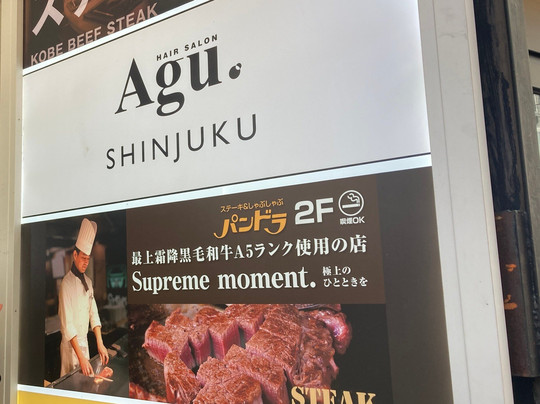 KOBE BEEF STEAK
HAIR SALON
Agu.
SHINJUKU
ステーキ&しゃぶしゃぶ
パンドラ 2F 喫煙OK
最上霜降黒毛和牛A5ランク使用の店
Supreme moment. 極上の
ひとときを
STEAK